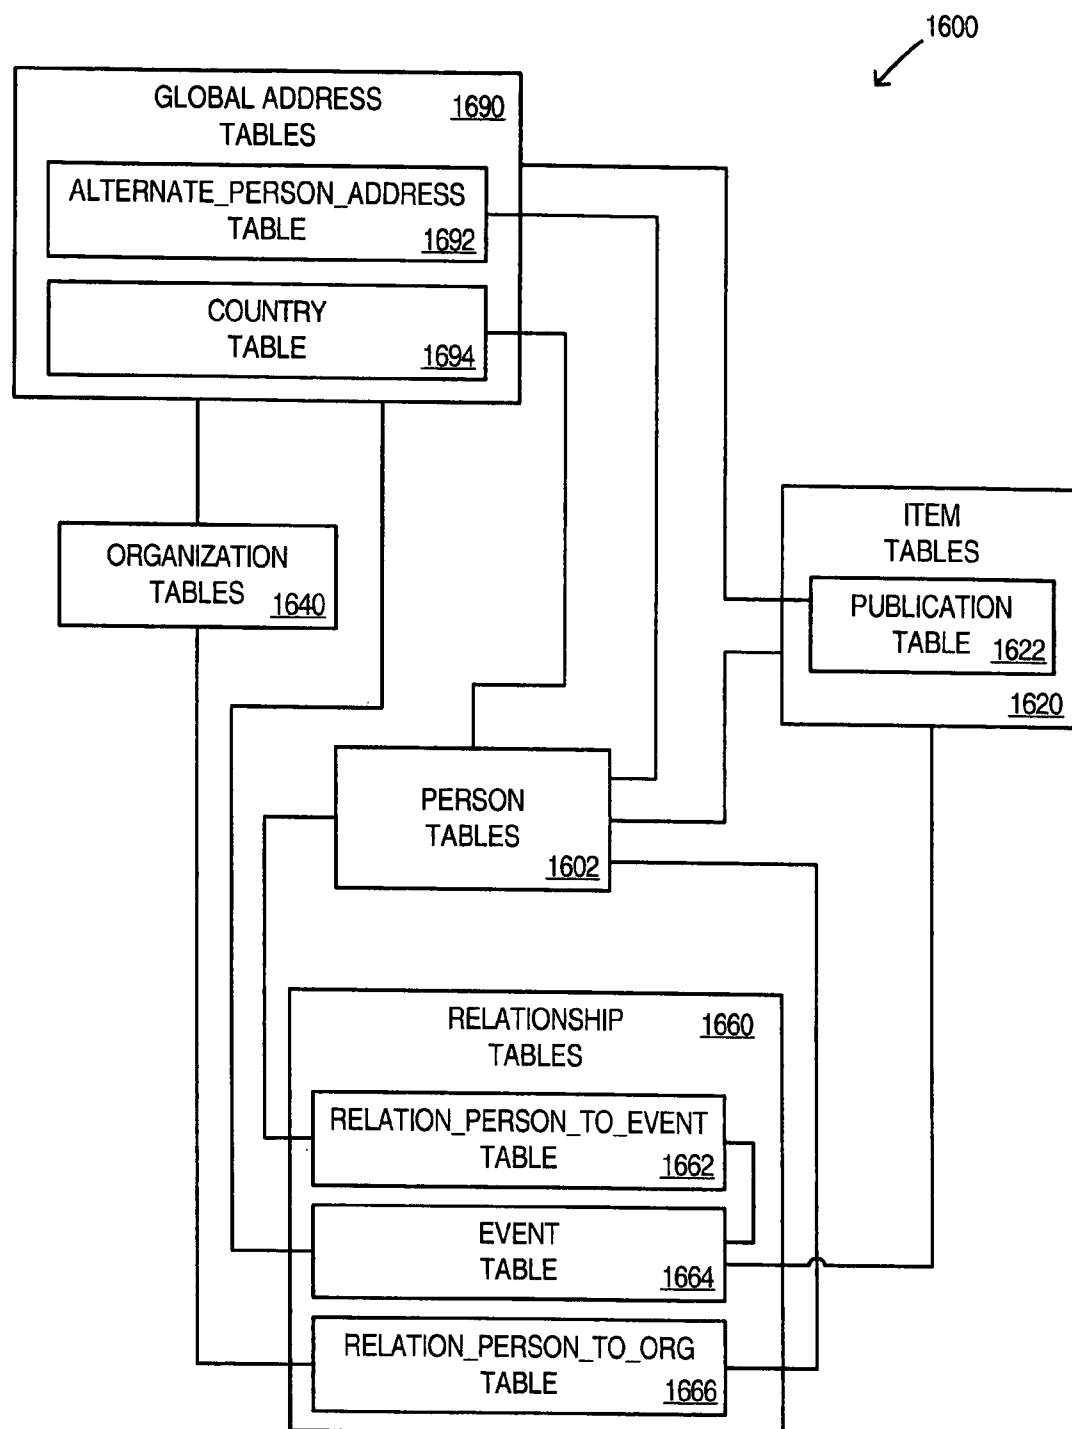 1600
GLOBAL ADDRESS 1690
TABLES
ALTERNATE_PERSON_ADDRESS
TABLE 1692
COUNTRY
TABLE 1694
ORGANIZATION
TABLES 1640
ITEM
TABLES
PUBLICATION
TABLE 1622
1620
PERSON
TABLES
1602
RELATIONSHIP 1660
TABLES
RELATION_PERSON_TO_EVENT
TABLE 1662
EVENT
TABLE 1664
RELATION_PERSON_TO_ORG
TABLE 1666